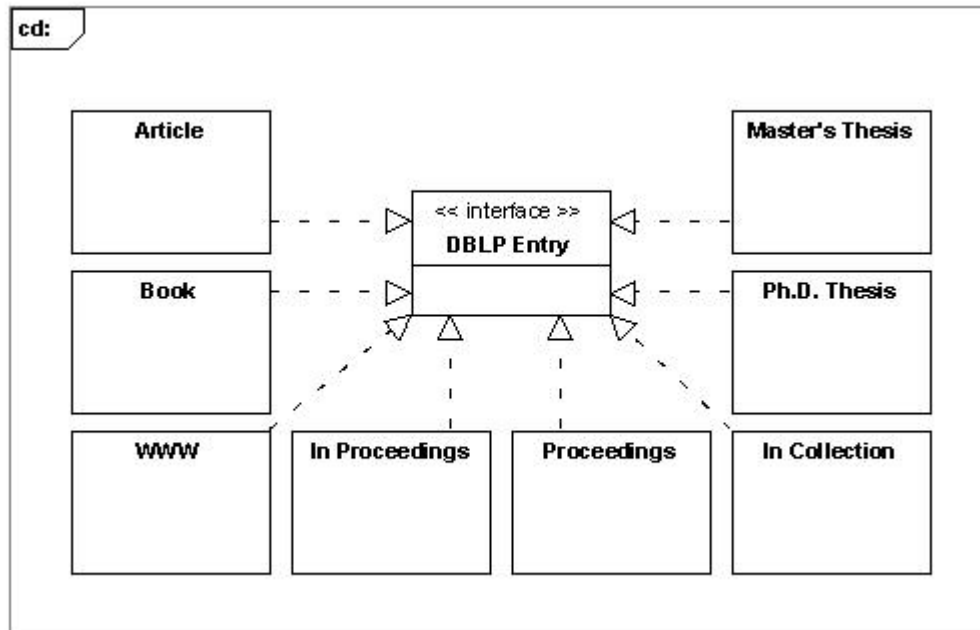 cd:
Article
Master's Thesis
<< interface >>
DBLP Entry
Book
Ph.D. Thesis
WWW
In Proceedings
Proceedings
In Collection